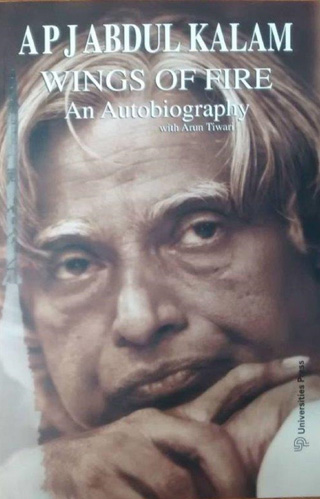 A P J ABDUL KALAM
WINGS OF FIRE
An Autobiography
with Arun Tiwari
Universities Press